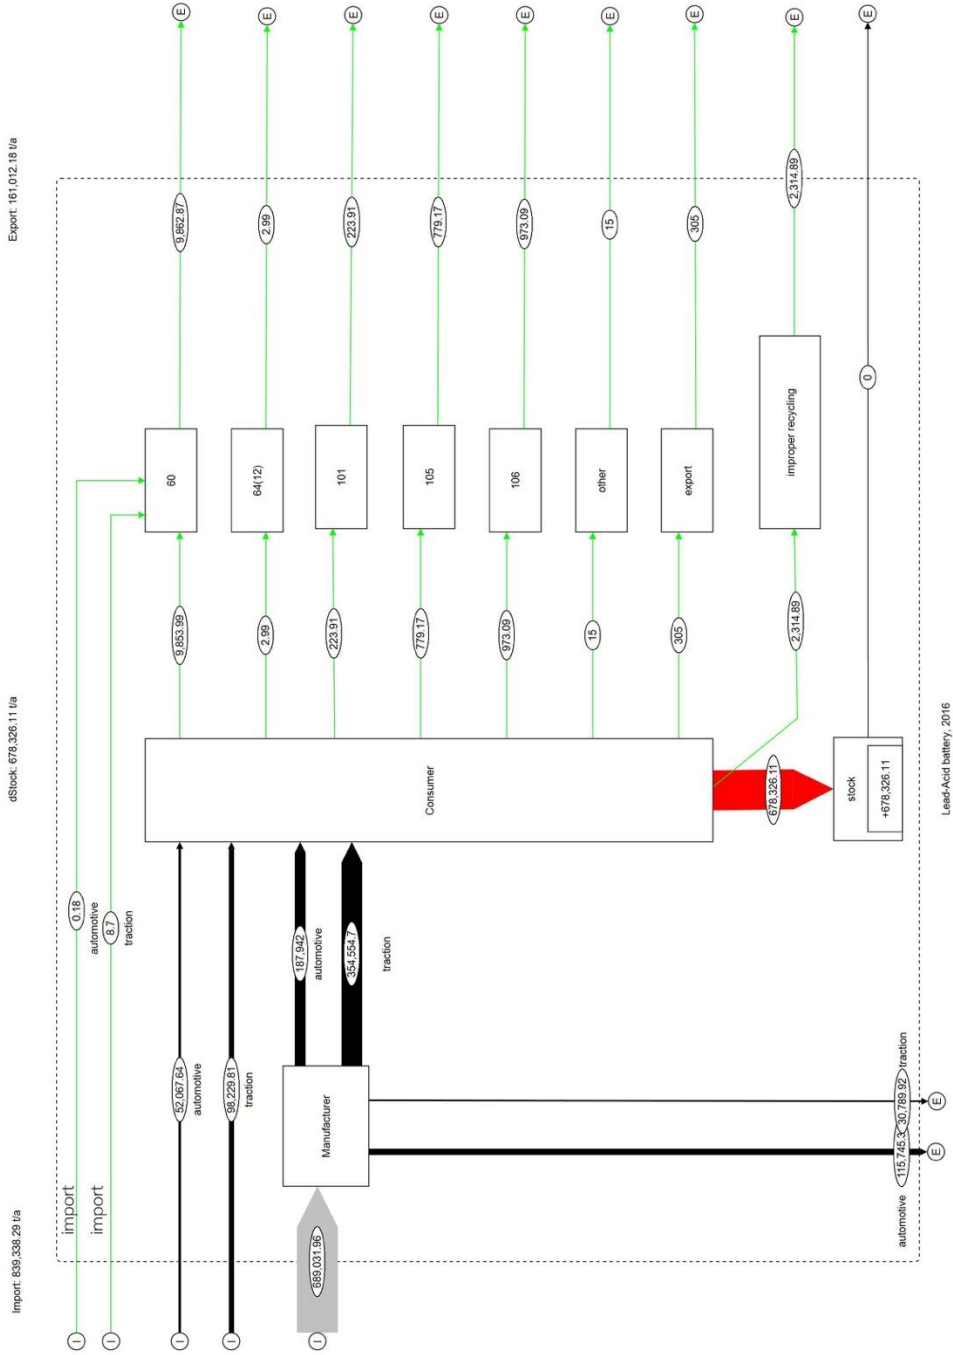 Import: 839,338.29 t/a
dStock: 678,326.11 t/a
Export: 161,012.18 t/a
import
import
I
0.18
automotive
I
8.7
traction
I
52,067.64
automotive
I
98,229.81
traction
I
689,031.96
Manufacturer
187,942
automotive
354,554.7
traction
Consumer
9,853.99
60
9,862.87
E
2.99
64(12)
2.99
E
223.91
101
223.91
E
779.17
105
779.17
E
973.09
106
973.09
E
15
other
15
E
305
export
305
E
2,314.89
improper recycling
2,314.89
E
678,326.11
stock
+678,326.11
0
E
automotive
115,745.3
E
30,789.92
traction
E
Lead-Acid battery, 2016